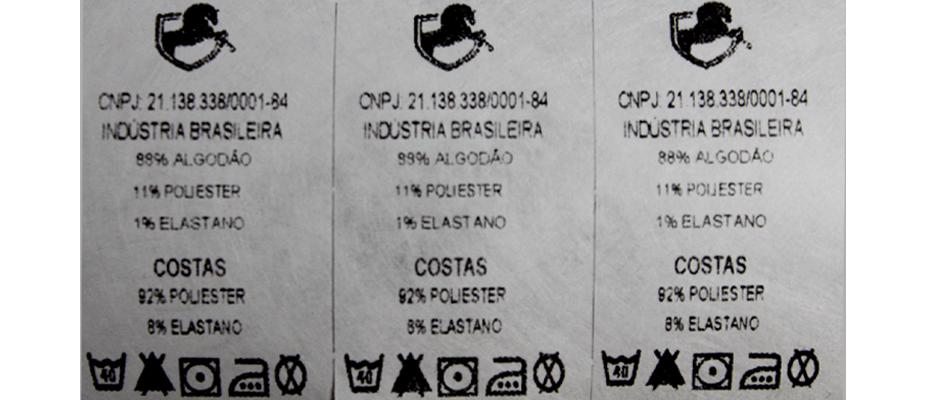 CNPJ: 21.138.338/0001-84
INDÚSTRIA BRASILEIRA
88% ALGODÃO
11% POLIESTER
1% ELASTANO
COSTAS
92% POLIESTER
8% ELASTANO
40
CNPJ: 21.138.338/0001-84
INDÚSTRIA BRASILEIRA
88% ALGODÃO
11% POLIESTER
1% ELASTANO
COSTAS
92% POLIESTER
8% ELASTANO
40
CNPJ: 21.138.338/0001-84
INDÚSTRIA BRASILEIRA
88% ALGODÃO
11% POLIESTER
1% ELASTANO
COSTAS
92% POLIESTER
8% ELASTANO
40